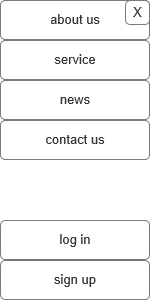 about us
X
service
news
contact us
log in
sign up